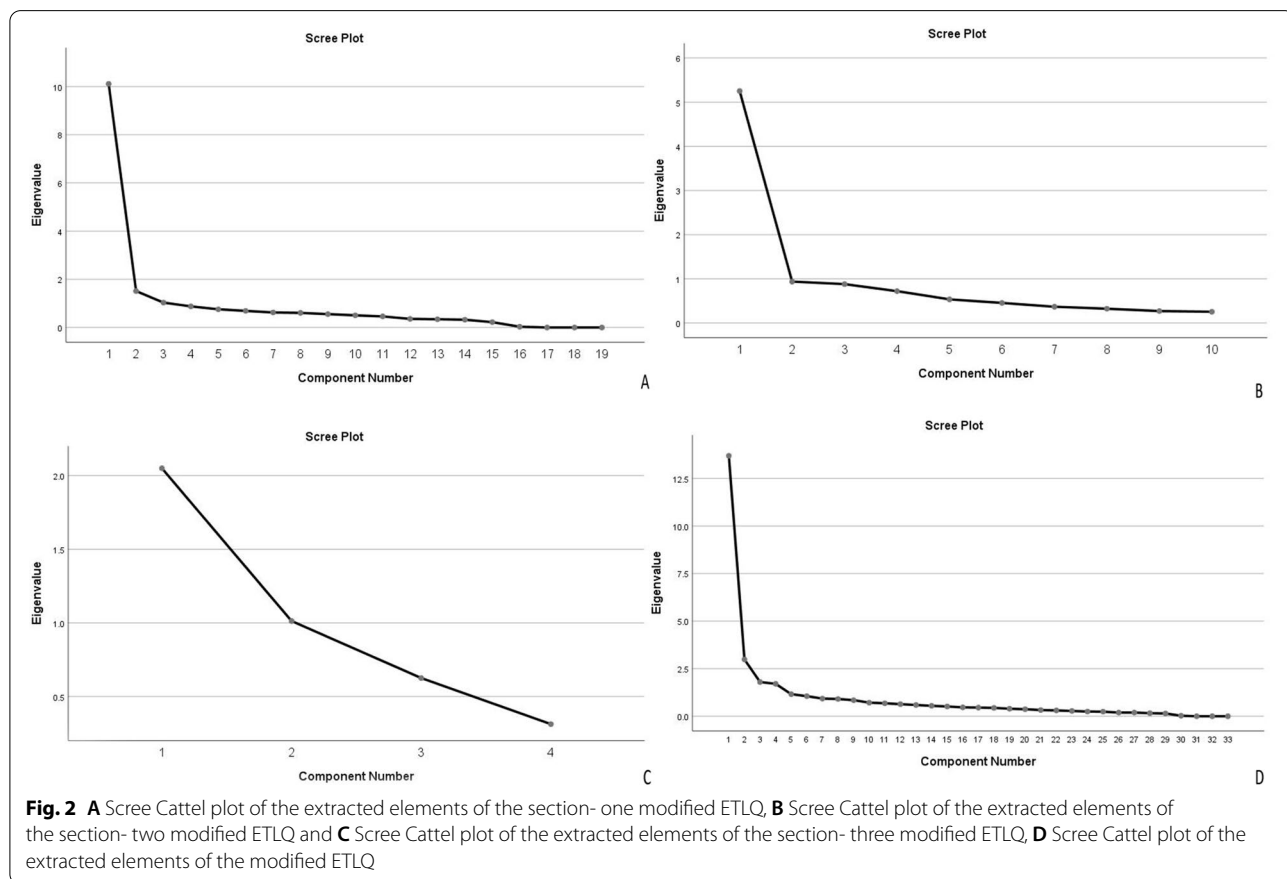 Scree Plot
10
8
6
4
2
0
Eigenvalue
1 2 3 4 5 6 7 8 9 10 11 12 13 14 15 16 17 18 19
Component Number
A
Scree Plot
6
5
4
3
2
1
0
Eigenvalue
1 2 3 4 5 6 7 8 9 10
Component Number
B
Scree Plot
2.0
1.5
1.0
0.5
Eigenvalue
1 2 3 4
Component Number
C
Scree Plot
12.5
10.0
7.5
5.0
2.5
0.0
Eigenvalue
1 2 3 4 5 6 7 8 9 10 11 12 13 14 15 16 17 18 19 20 21 22 23 24 25 26 27 28 29 30 31 32 33
Component Number
D
Fig. 2 A Scree Cattel plot of the extracted elements of the section- one modified ETLQ, B Scree Cattel plot of the extracted elements of
the section- two modified ETLQ and C Scree Cattel plot of the extracted elements of the section- three modified ETLQ, D Scree Cattel plot of the
extracted elements of the modified ETLQ